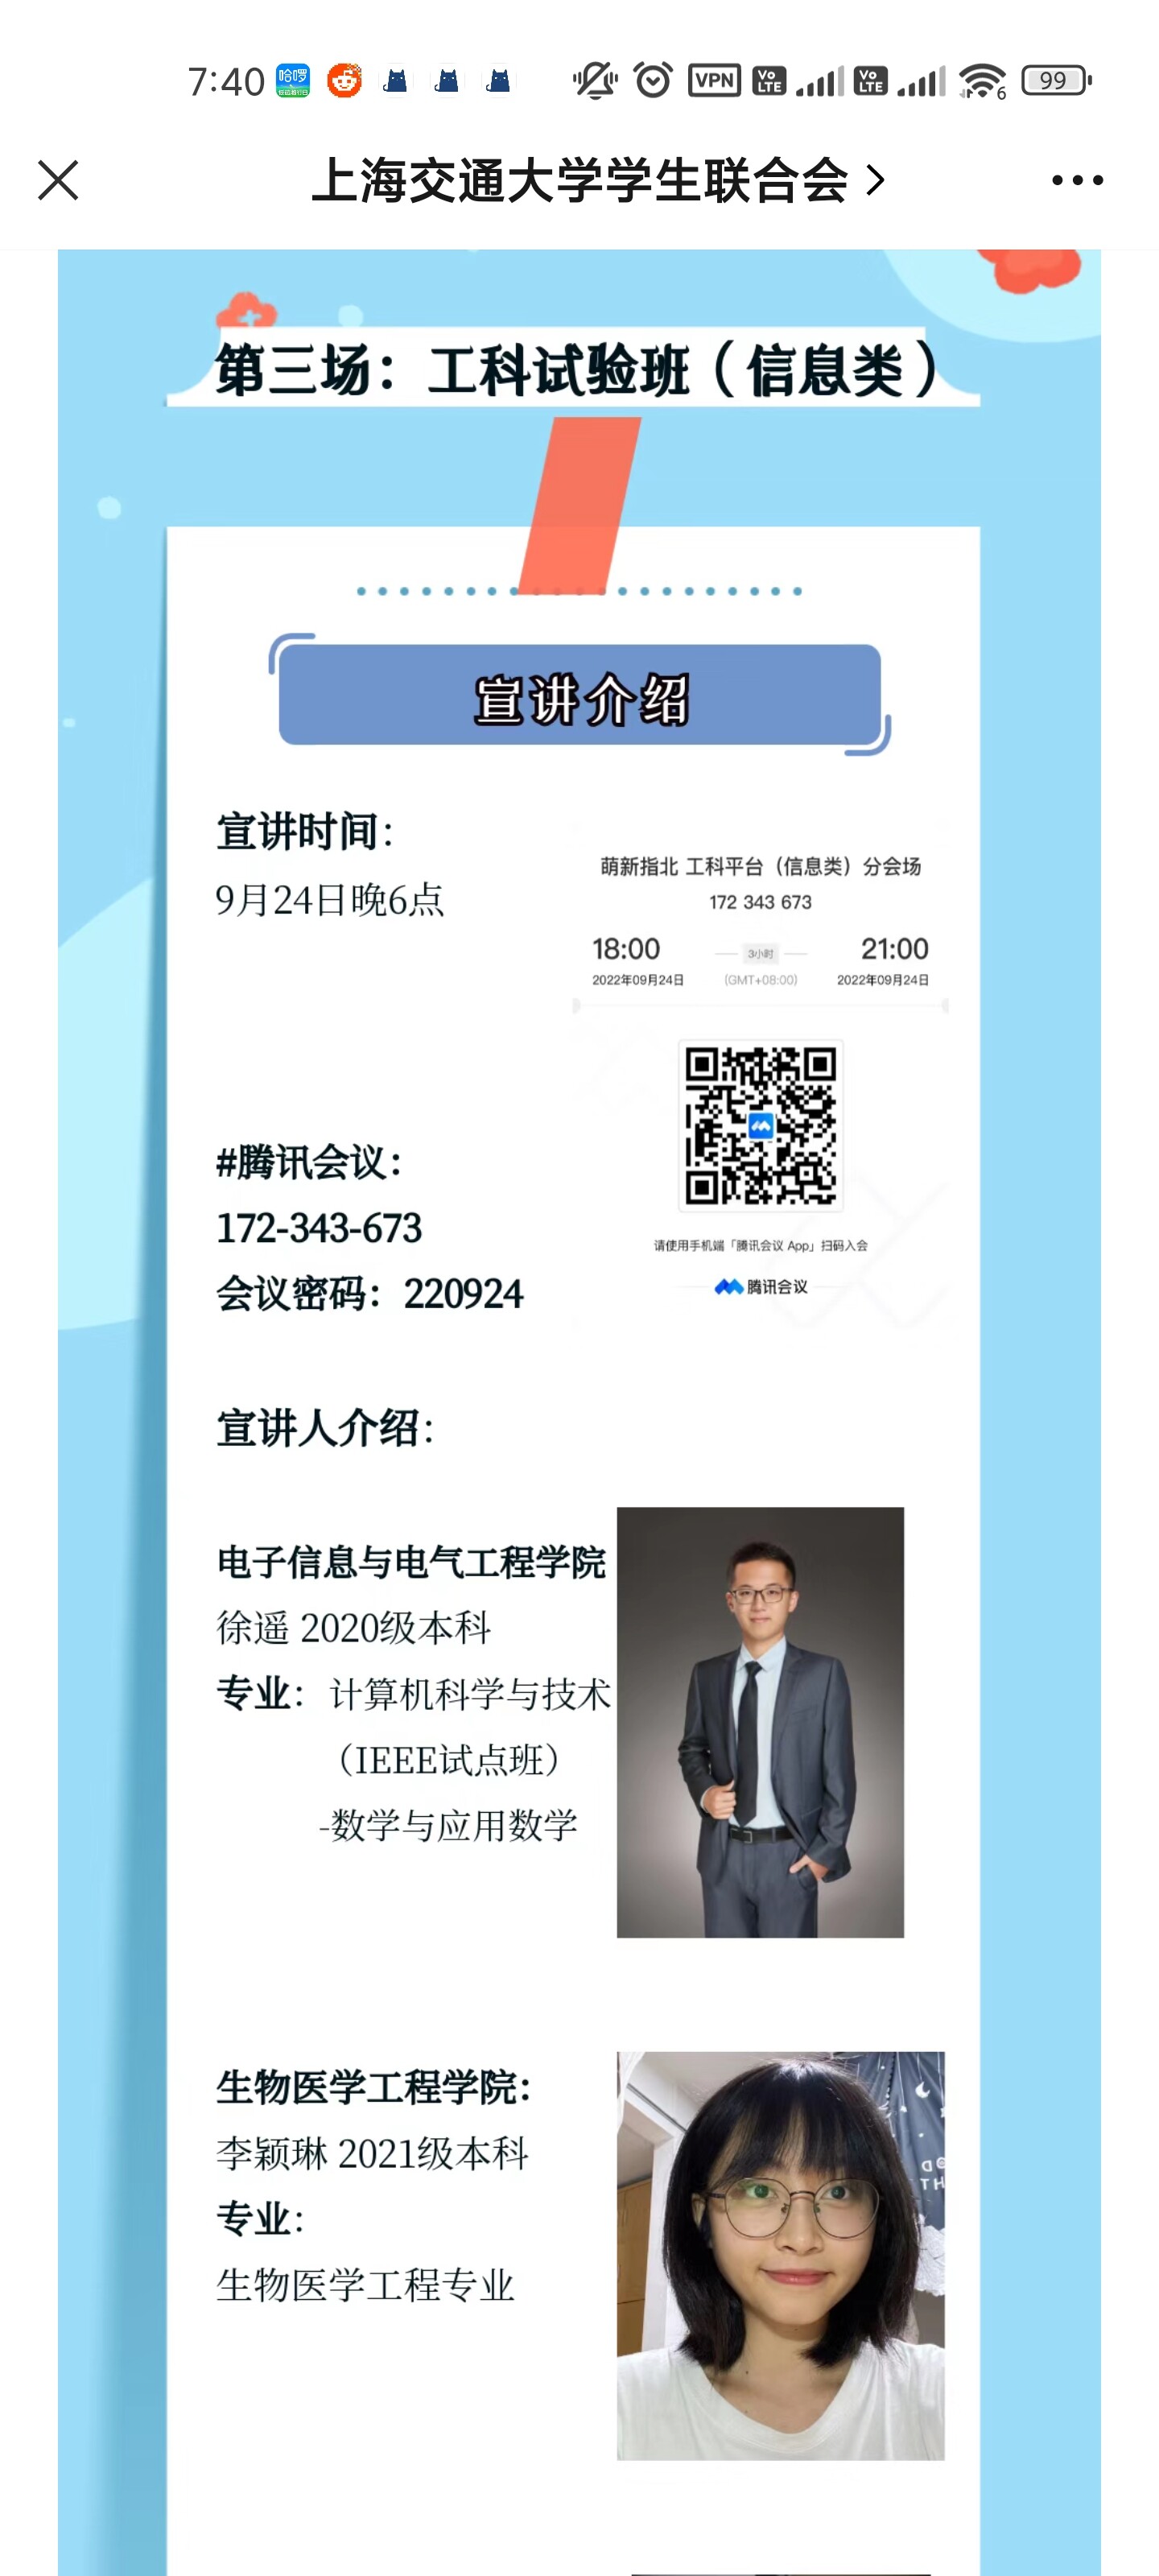 7:40
哈啰
VPN
Vo LTE
Vo LTE
6
99
上海交通大学学生联合会
第三场：工科试验班（信息类）
宣讲介绍
宣讲时间：
9月24日晚6点
萌新指北 工科平台（信息类）分会场
172 343 673
18:00 3小时 21:00
2022年09月24日 (GMT+08:00) 2022年09月24日
#腾讯会议：
172-343-673
会议密码：220924
请使用手机端「腾讯会议 App」扫码入会
腾讯会议
宣讲人介绍：
电子信息与电气工程学院
徐遥 2020级本科
专业：计算机科学与技术
（IEEE试点班）
-数学与应用数学
生物医学工程学院：
李颖琳 2021级本科
专业：
生物医学工程专业